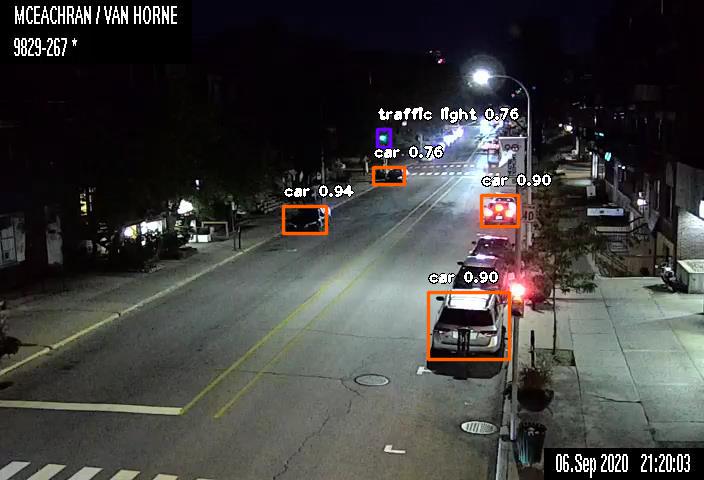 MCEACHRAN / VAN HORNE
9829-267 *
traffic light 0.76
car 0.76
car 0.94
car 0.90
car 0.90
06.Sep 2020 21:20:03